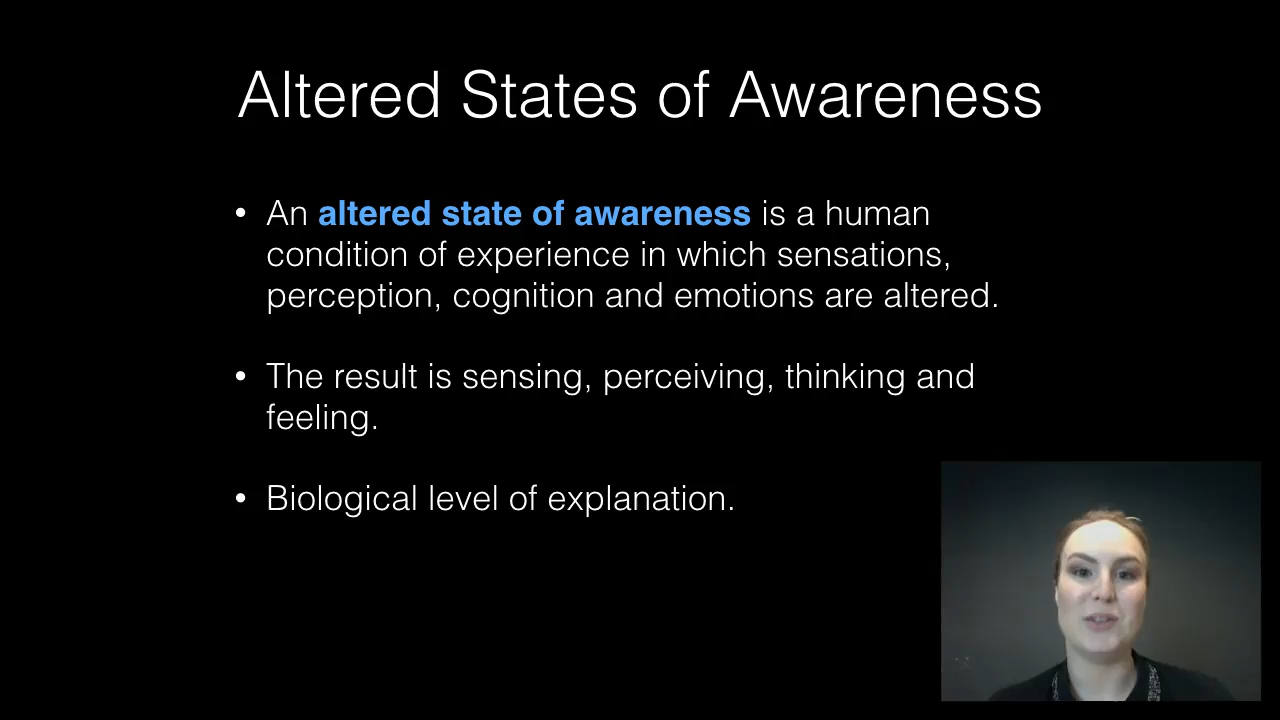 Altered States of Awareness
• An altered state of awareness is a human
condition of experience in which sensations,
perception, cognition and emotions are altered.
• The result is sensing, perceiving, thinking and
feeling.
• Biological level of explanation.